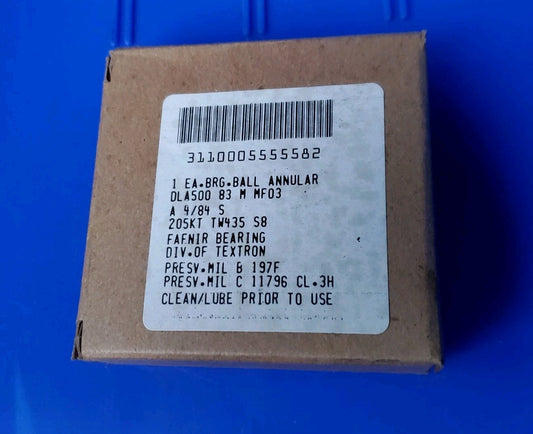 3110005555582
1 EA.BRG.BALL ANNULAR
DLA500 83 M MF03
A 4/84 S
205KT TW435 S8
FAFNIR BEARING
DIV.OF TEXTRON
PRESV.MIL B 197F
PRESV.MIL C 11796 CL.3H
CLEAN/LUBE PRIOR TO USE